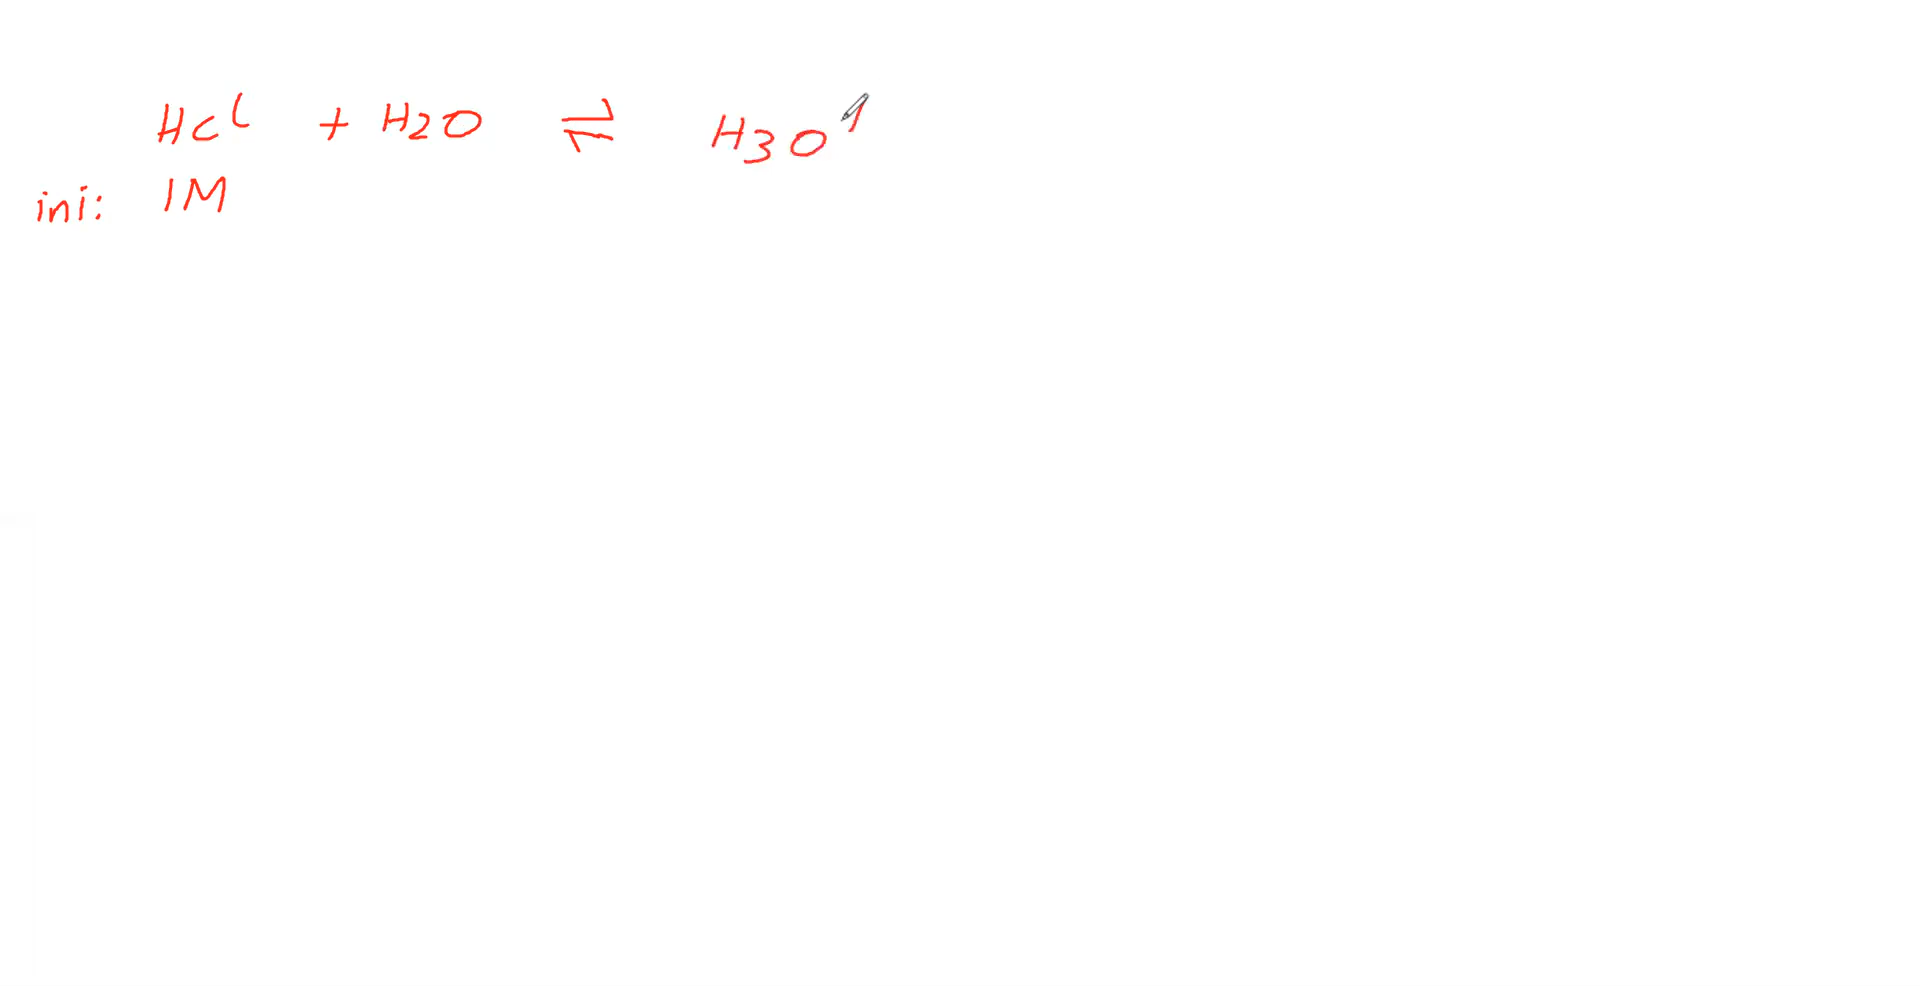 HCl + H2O ⇌ H3O
ini: 1M